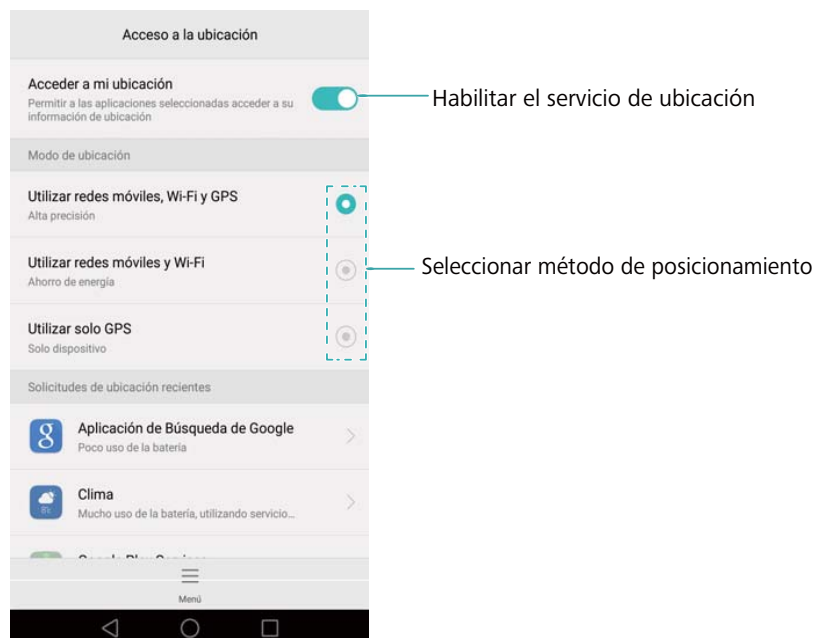 Acceso a la ubicación
Acceder a mi ubicación
Permitir a las aplicaciones seleccionadas acceder a su
información de ubicación
Habilitar el servicio de ubicación
Modo de ubicación
Utilizar redes móviles, Wi-Fi y GPS
Alta precisión
Utilizar redes móviles y Wi-Fi
Ahorro de energía
Seleccionar método de posicionamiento
Utilizar solo GPS
Solo dispositivo
Solicitudes de ubicación recientes
Aplicación de Búsqueda de Google
Poco uso de la batería
Clima
Mucho uso de la batería, utilizando servicio...
Menú